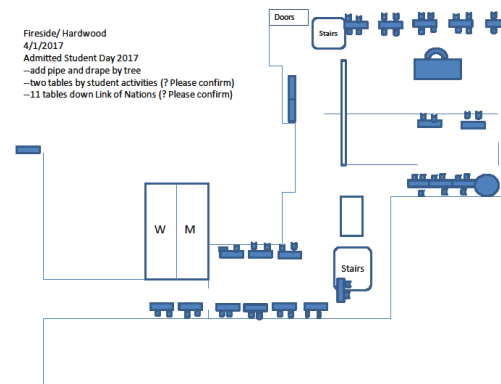 Fireside/ Hardwood
4/1/2017
Admitted Student Day 2017
--add pipe and drape by tree
--two tables by student activities (? Please confirm)
--11 tables down Link of Nations (? Please confirm)
Doors
Stairs
W M
Stairs